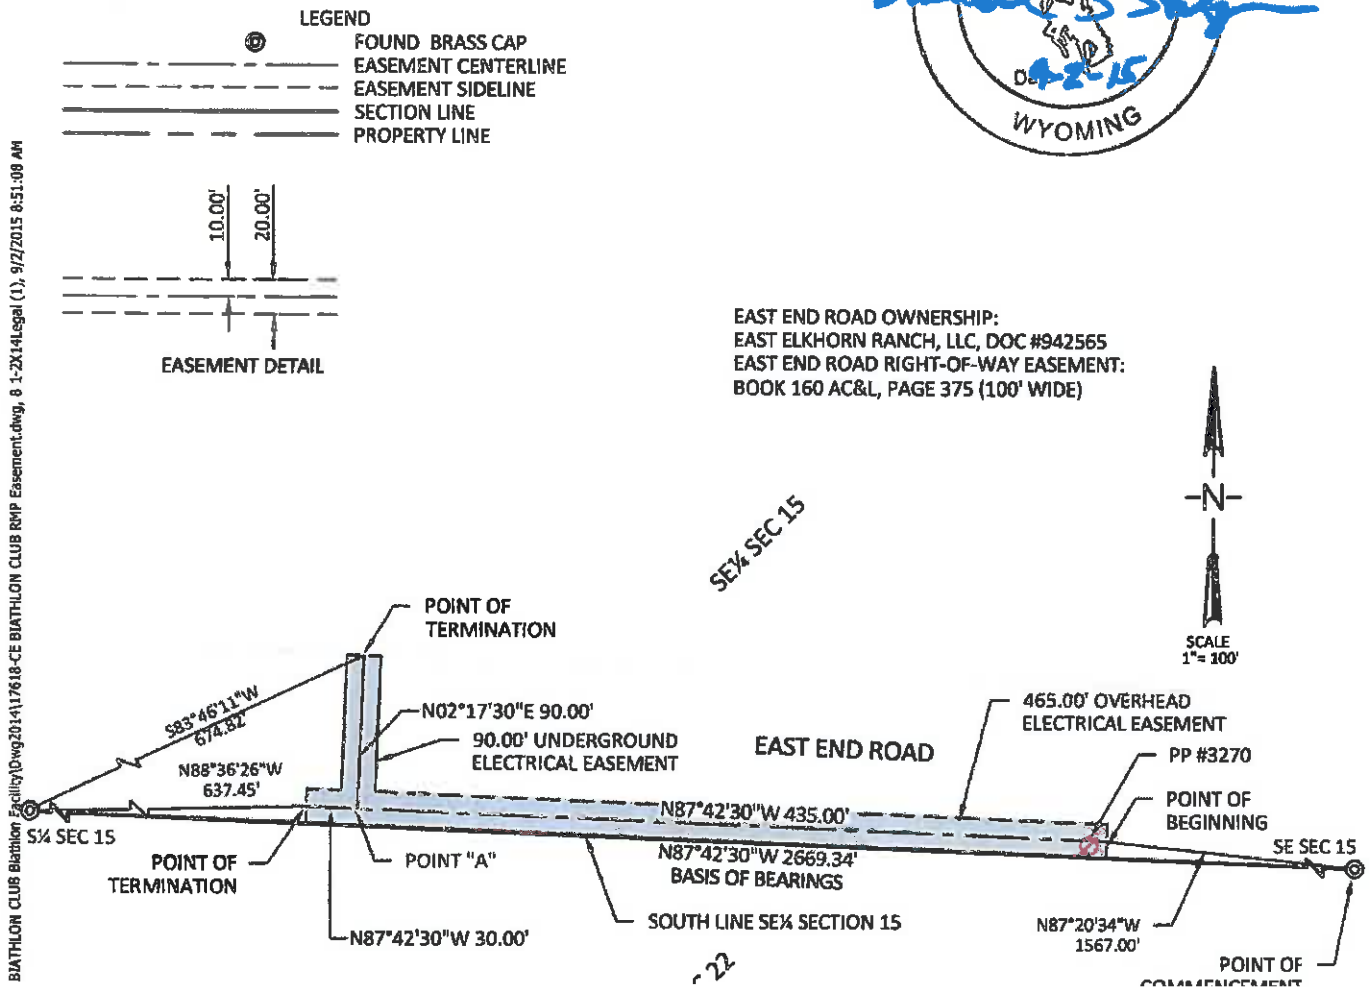 LEGEND
FOUND BRASS CAP
EASEMENT CENTERLINE
EASEMENT SIDELINE
SECTION LINE
PROPERTY LINE
WYOMING
9-2-15
10.00'
20.00'
EASEMENT DETAIL
BIATHLON CLUB Biathlon Facility\Dwg2014\17618-CE BIATHLON CLUB RMP Easement.dwg, 8 1-2X14Legal (1), 9/2/2015 8:51:08 AM
EAST END ROAD OWNERSHIP:
EAST ELKHORN RANCH, LLC, DOC #942565
EAST END ROAD RIGHT-OF-WAY EASEMENT:
BOOK 160 AC&L, PAGE 375 (100' WIDE)
N
SCALE
1"= 100'
SE¼ SEC 15
POINT OF
TERMINATION
S83°46'11"W
674.82'
N02°17'30"E 90.00'
90.00' UNDERGROUND
ELECTRICAL EASEMENT
465.00' OVERHEAD
ELECTRICAL EASEMENT
EAST END ROAD
PP #3270
N88°36'26"W
637.45'
POINT OF
BEGINNING
N87°42'30"W 435.00'
S¼ SEC 15
SE SEC 15
POINT OF
TERMINATION
POINT "A"
N87°42'30"W 2669.34'
BASIS OF BEARINGS
SOUTH LINE SE¼ SECTION 15
N87°20'34"W
1567.00'
N87°42'30"W 30.00'
22
POINT OF
COMMENCEMENT